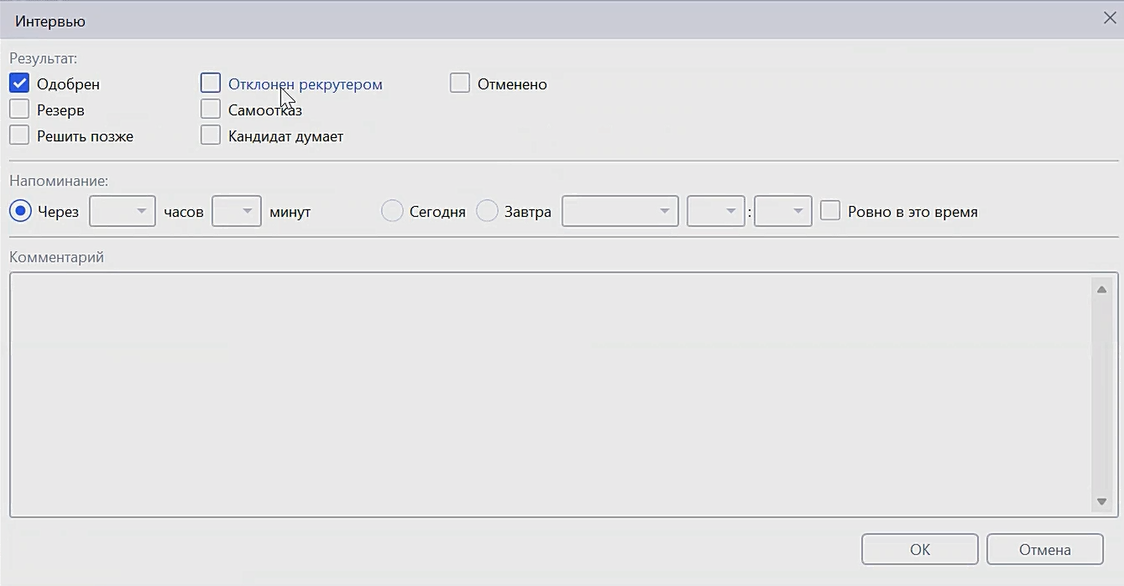 Интервью
Результат:
Одобрен Отклонен рекрутером Отменено
Резерв Самоотказ
Решить позже Кандидат думает
Напоминание:
Через часов минут Сегодня Завтра : Ровно в это время
Комментарий
ОК Отмена